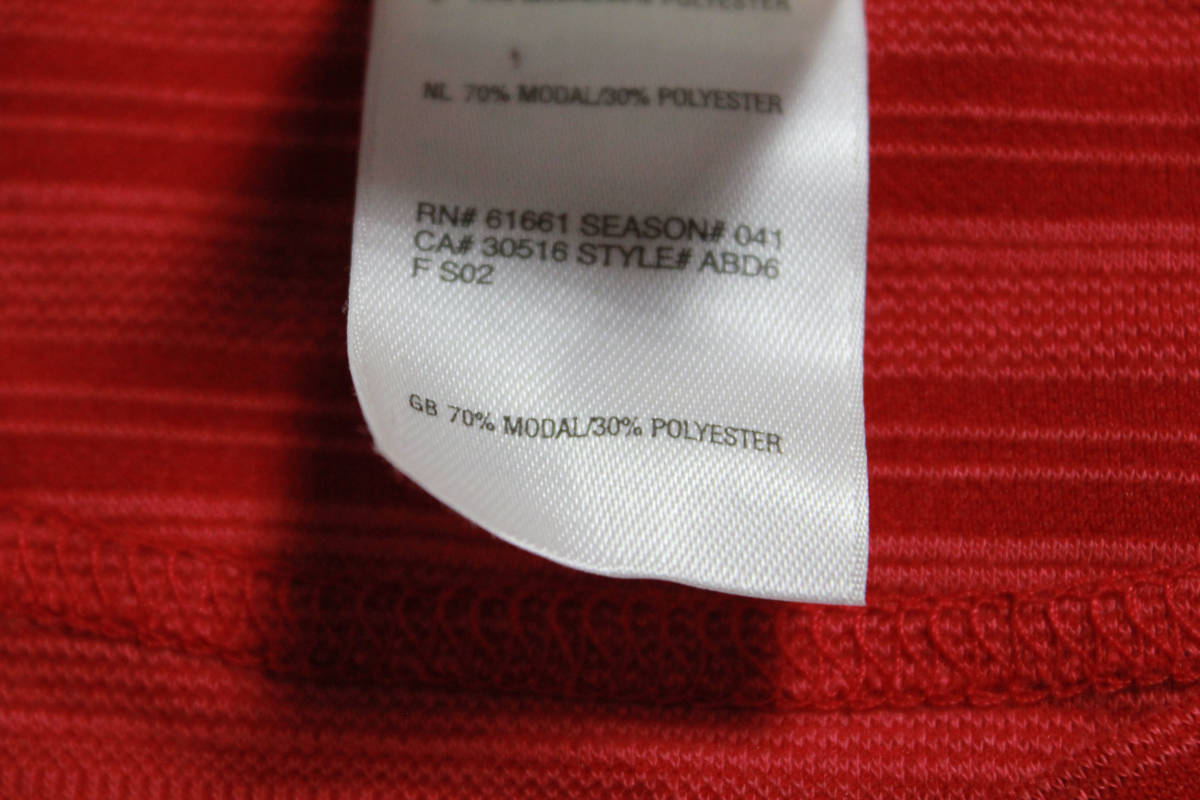 POLYESTER
NL 70% MODAL/30% POLYESTER
RN# 61661 SEASON# 041
CA# 30516 STYLE# ABD6
F S02
GB 70% MODAL/30% POLYESTER